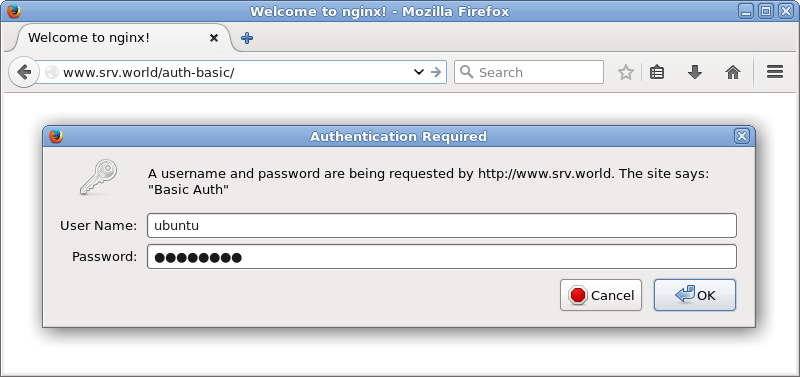 Welcome to nginx! - Mozilla Firefox
Welcome to nginx!
www.srv.world/auth-basic/
Search
Authentication Required
A username and password are being requested by http://www.srv.world. The site says:
"Basic Auth"
User Name: ubuntu
Password: ●●●●●●●●
Cancel OK